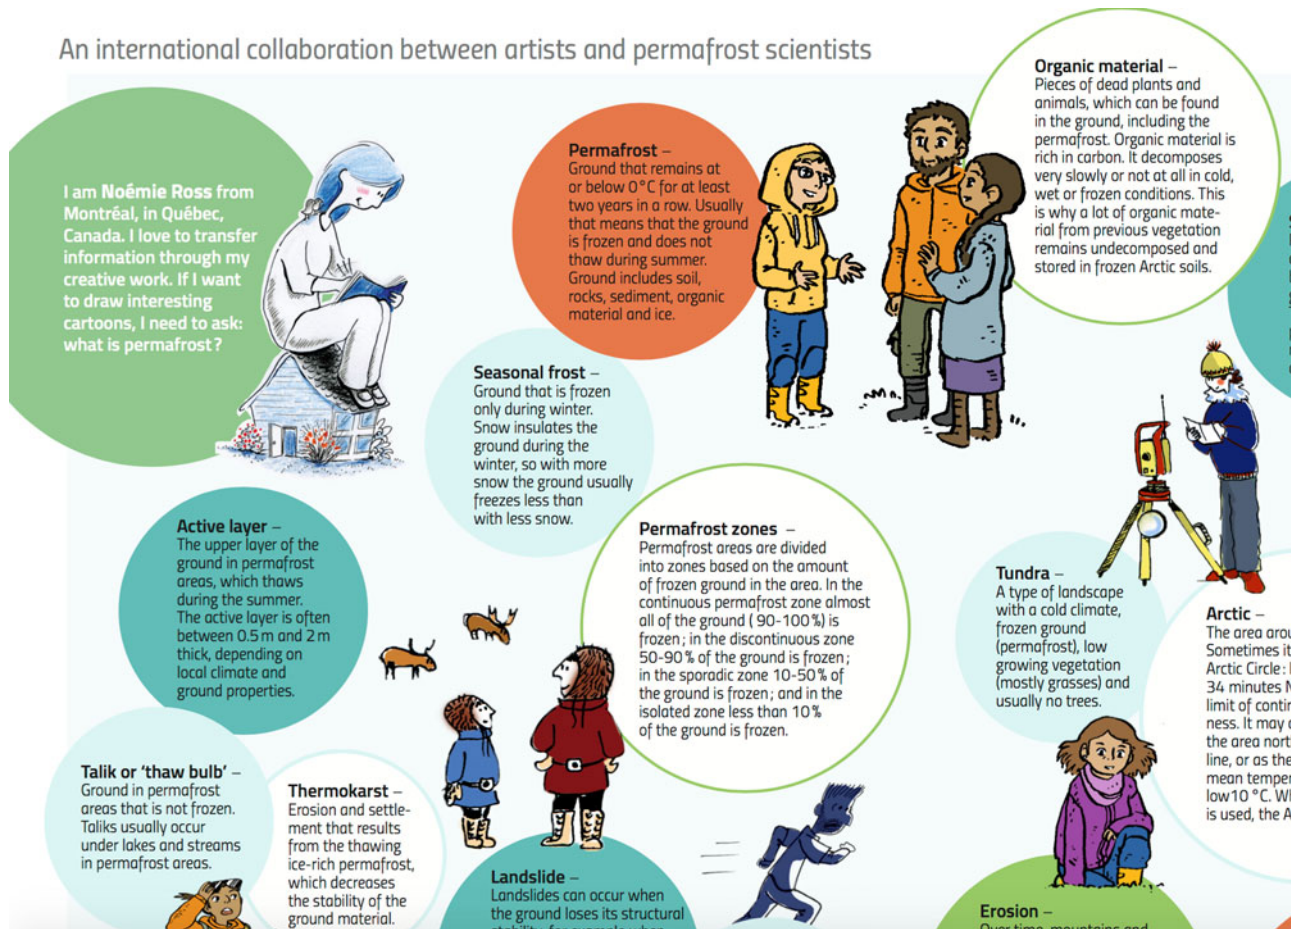 An international collaboration between artists and permafrost scientists
I am Noémie Ross from
Montréal, in Québec,
Canada. I love to transfer
information through my
creative work. If I want
to draw interesting
cartoons, I need to ask:
what is permafrost?
Permafrost –
Ground that remains at
or below 0°C for at least
two years in a row. Usually
that means that the ground
is frozen and does not
thaw during summer.
Ground includes soil,
rocks, sediment, organic
material and ice.
Organic material –
Pieces of dead plants and
animals, which can be found
in the ground, including the
permafrost. Organic material is
rich in carbon. It decomposes
very slowly or not at all in cold,
wet or frozen conditions. This
is why a lot of organic mate-
rial from previous vegetation
remains undecomposed and
stored in frozen Arctic soils.
Seasonal frost –
Ground that is frozen
only during winter.
Snow insulates the
ground during the
winter, so with more
snow the ground usually
freezes less than
with less snow.
Active layer –
The upper layer of the
ground in permafrost
areas, which thaws
during the summer.
The active layer is often
between 0.5 m and 2 m
thick, depending on
local climate and
ground properties.
Permafrost zones –
Permafrost areas are divided
into zones based on the amount
of frozen ground in the area. In the
continuous permafrost zone almost
all of the ground ( 90-100 %) is
frozen ; in the discontinuous zone
50-90 % of the ground is frozen ;
in the sporadic zone 10-50 % of
the ground is frozen ; and in the
isolated zone less than 10 %
of the ground is frozen.
Tundra –
A type of landscape
with a cold climate,
frozen ground
(permafrost), low
growing vegetation
(mostly grasses) and
usually no trees.
Arctic –
The area
Sometimes it
Arctic Circle :
34 minutes
limit of
ness. It may
the area
line, or as the
mean
low 10 °C.
is used, the
Talik or ‘thaw bulb’ –
Ground in permafrost
areas that is not frozen.
Taliks usually occur
under lakes and streams
in permafrost areas.
Thermokarst –
Erosion and settle-
ment that results
from the thawing
ice-rich permafrost,
which decreases
the stability of the
ground material.
Landslide –
Landslides can occur when
the ground loses its structural
Erosion –